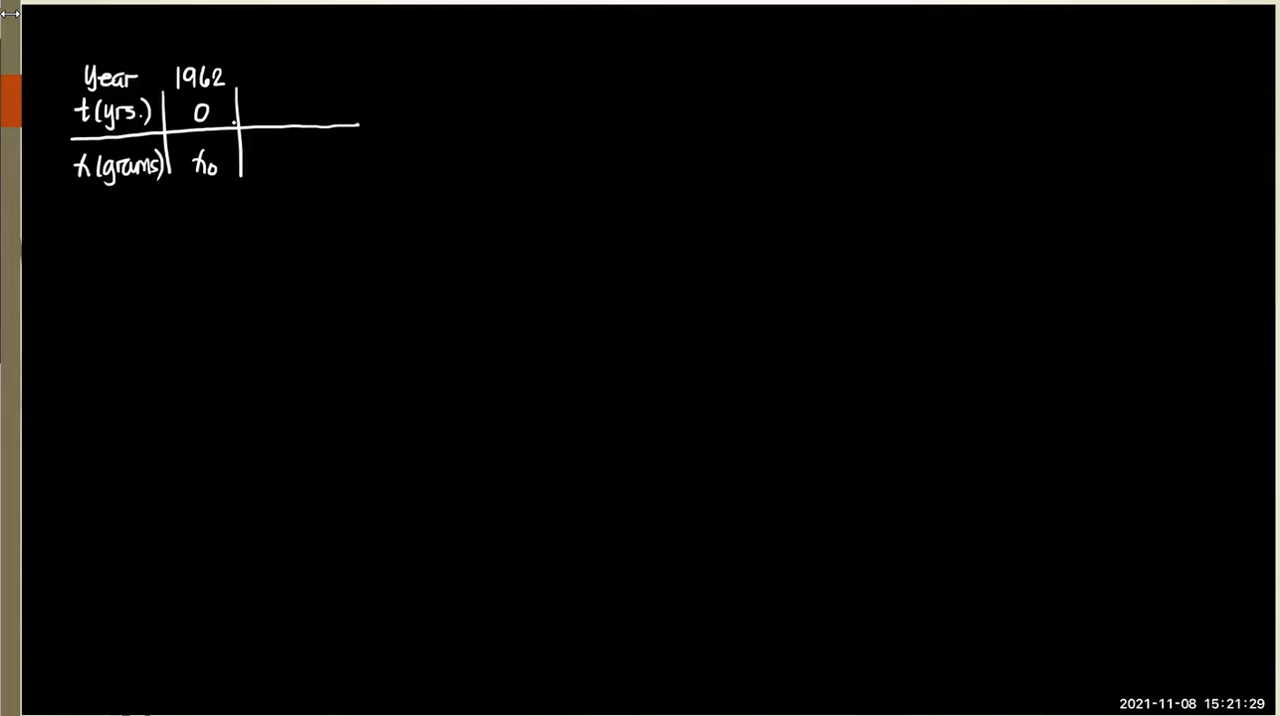 Year 1962
t (yrs.) 0
x (grams) x₀
2021-11-08 15:21:29